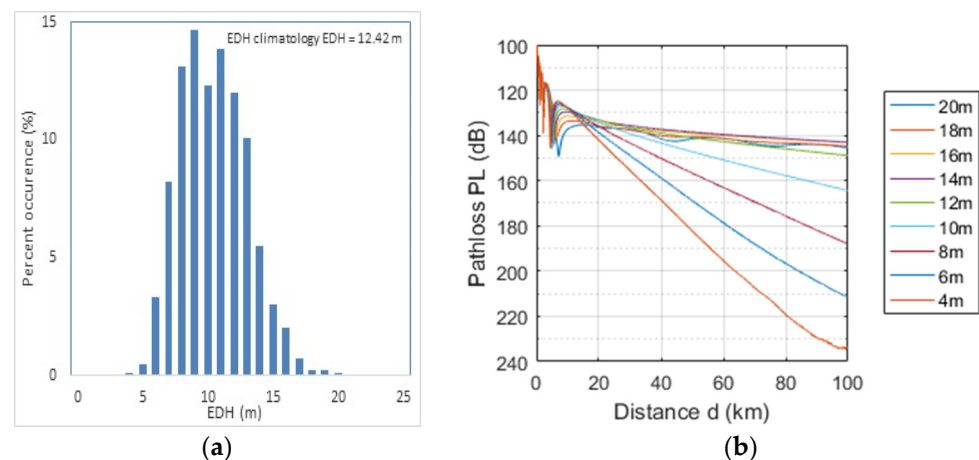 EDH climatology EDH = 12.42 m
Percent occurence (%)
15
10
5
0
0 5 10 15 20 25
EDH (m)
(a)
Pathloss PL (dB)
100
120
140
160
180
200
220
240
0 20 40 60 80 100
Distance d (km)
20m
18m
16m
14m
12m
10m
8m
6m
4m
(b)